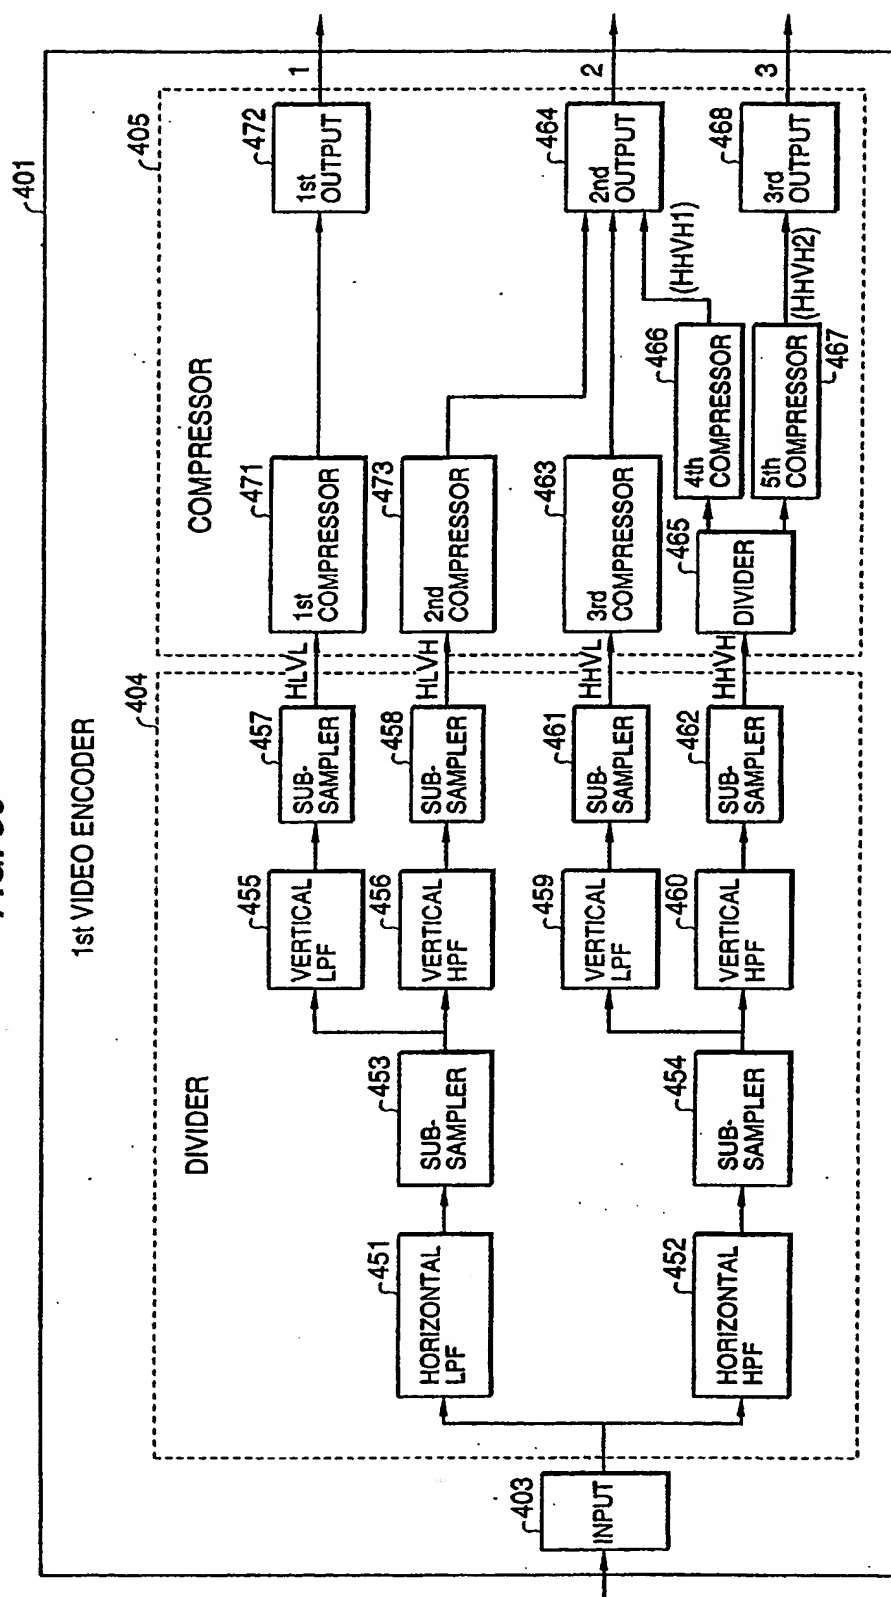 1st VIDEO ENCODER
401
403
INPUT
404
DIVIDER
451
HORIZONTAL
LPF
452
HORIZONTAL
HPF
453
SUB-
SAMPLER
454
SUB-
SAMPLER
455
VERTICAL
LPF
456
VERTICAL
HPF
459
VERTICAL
LPF
460
VERTICAL
HPF
457
SUB-
SAMPLER
458
SUB-
SAMPLER
461
SUB-
SAMPLER
462
SUB-
SAMPLER
HLVL
HLVH
HHVL
HHVH
405
COMPRESSOR
471
1st
COMPRESSOR
473
2nd
COMPRESSOR
463
3rd
COMPRESSOR
465
DIVIDER
466
4th
COMPRESSOR
5th
COMPRESSOR
467
(HHVH1)
(HHVH2)
472
1st
OUTPUT
464
2nd
OUTPUT
468
3rd
OUTPUT
1
2
3